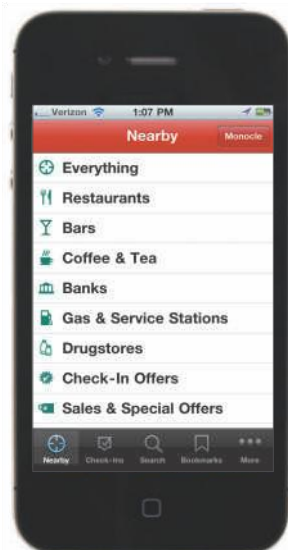 Verizon 1:07 PM
Nearby Monocle
Everything
Restaurants
Bars
Coffee & Tea
Banks
Gas & Service Stations
Drugstores
Check-In Offers
Sales & Special Offers
Nearby Check-Ins Search Bookmarks More